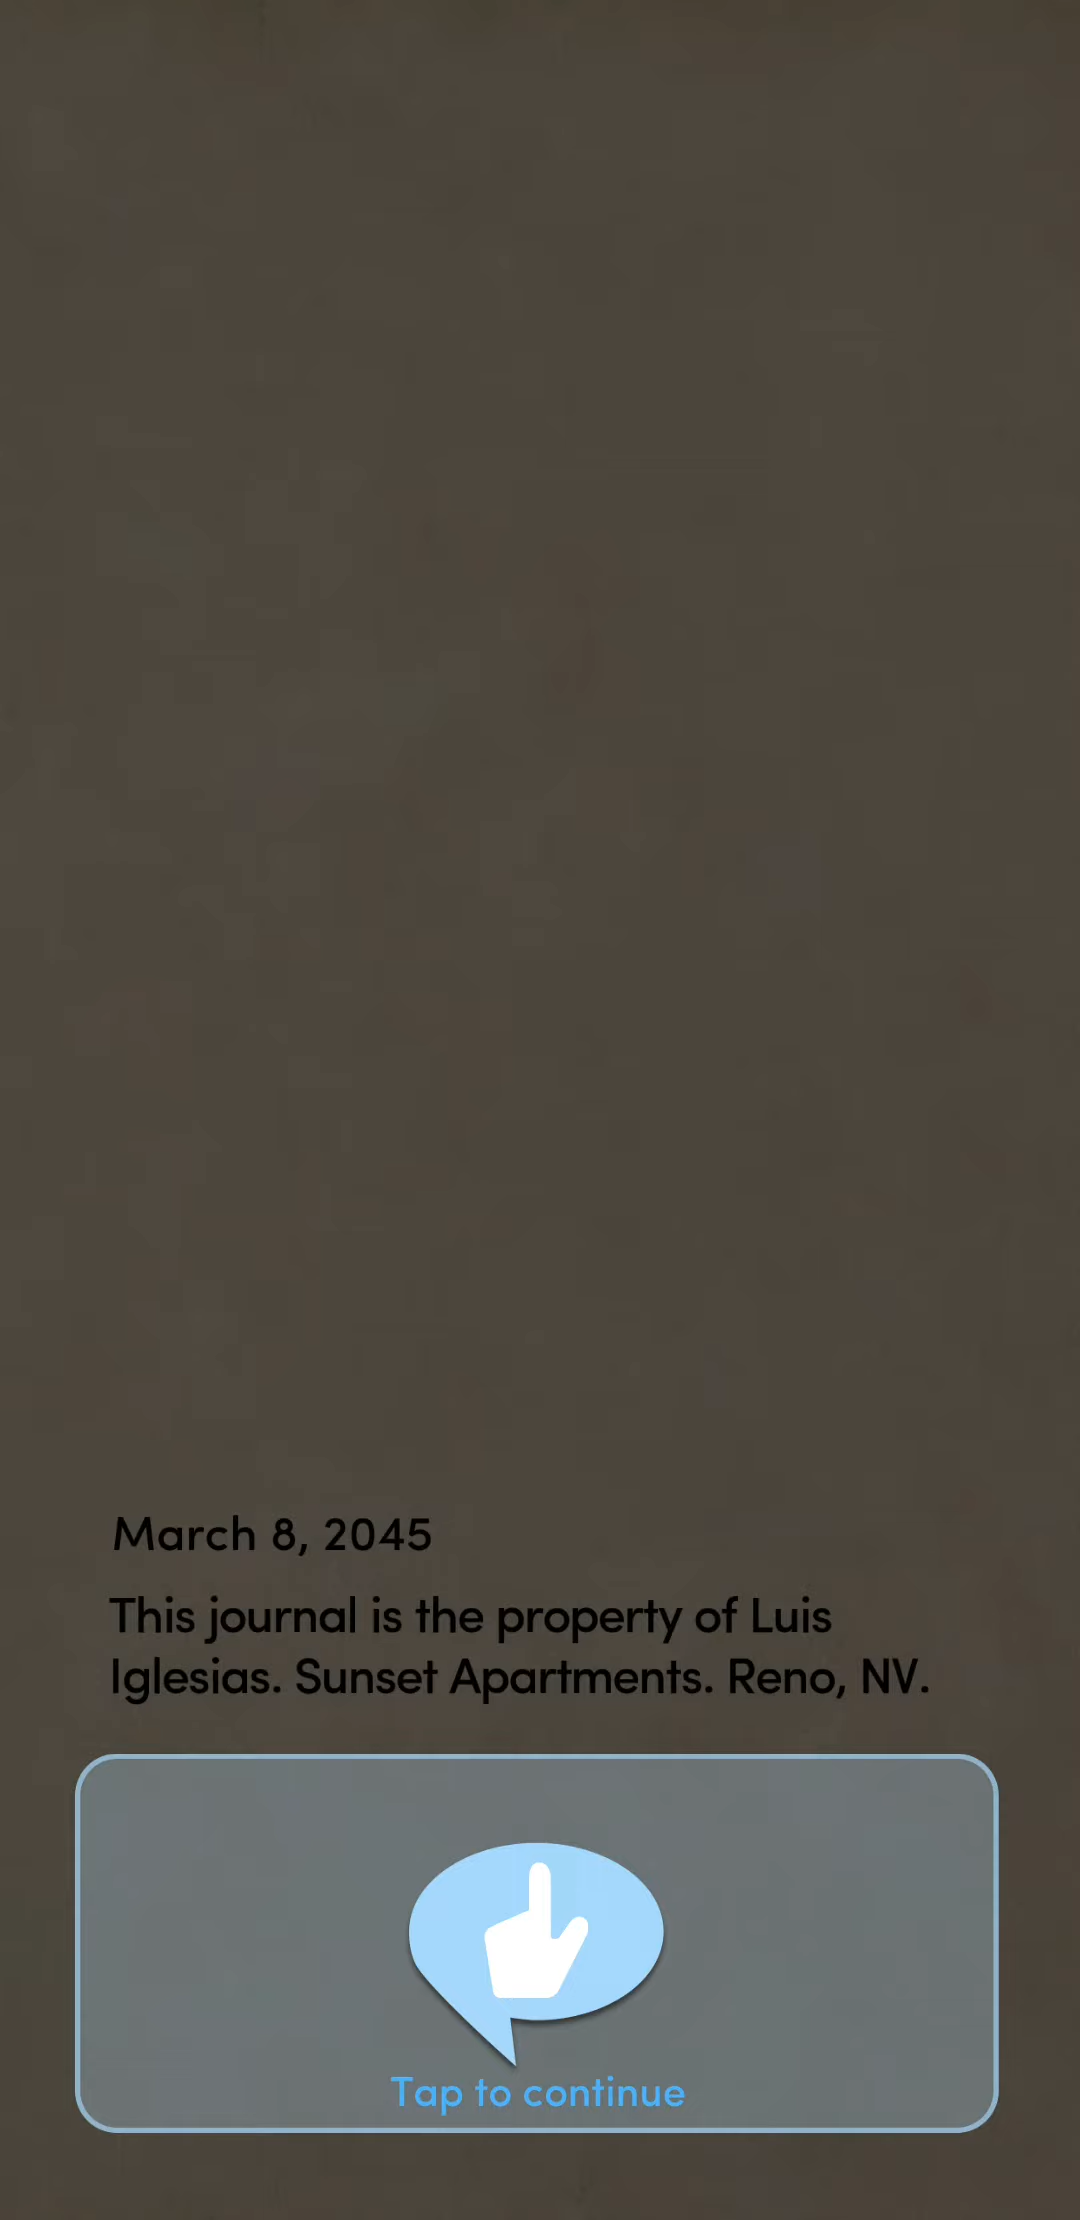 March 8, 2045
This journal is the property of Luis
Iglesias. Sunset Apartments. Reno, NV.
Tap to continue